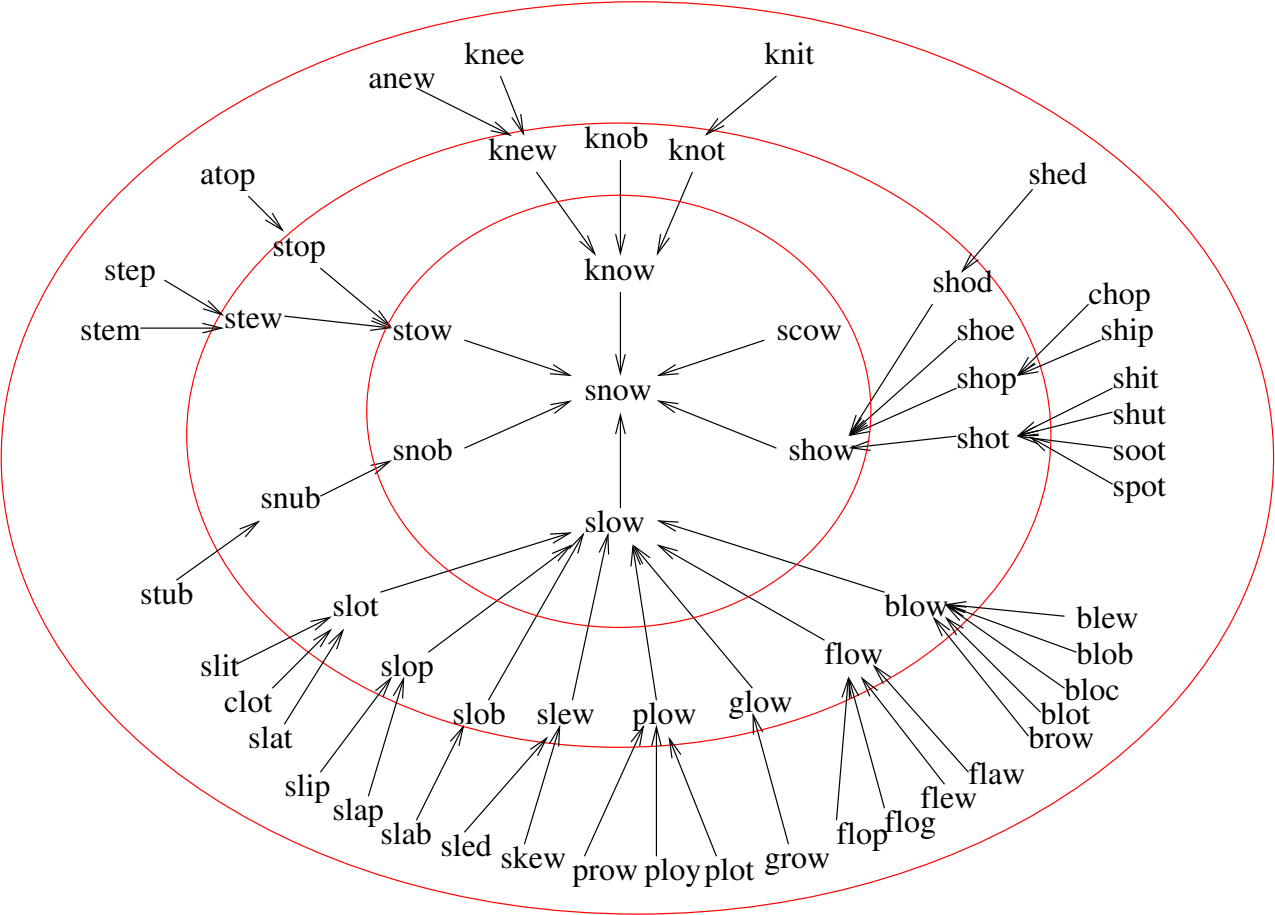 knee
knit
anew
knob
knew
knot
atop
shed
stop
step
know
shod
chop
stew
stem
stow
scow
shoe
ship
snow
shop
shit
shut
snob
show
shot
soot
snub
spot
slow
stub
slot
blow
blew
slit
slop
flow
blob
clot
bloc
slob
slew
plow
glow
blot
slat
brow
slip
flaw
slap
flew
slab
flop
flog
sled
skew
prow
ploy
plot
grow